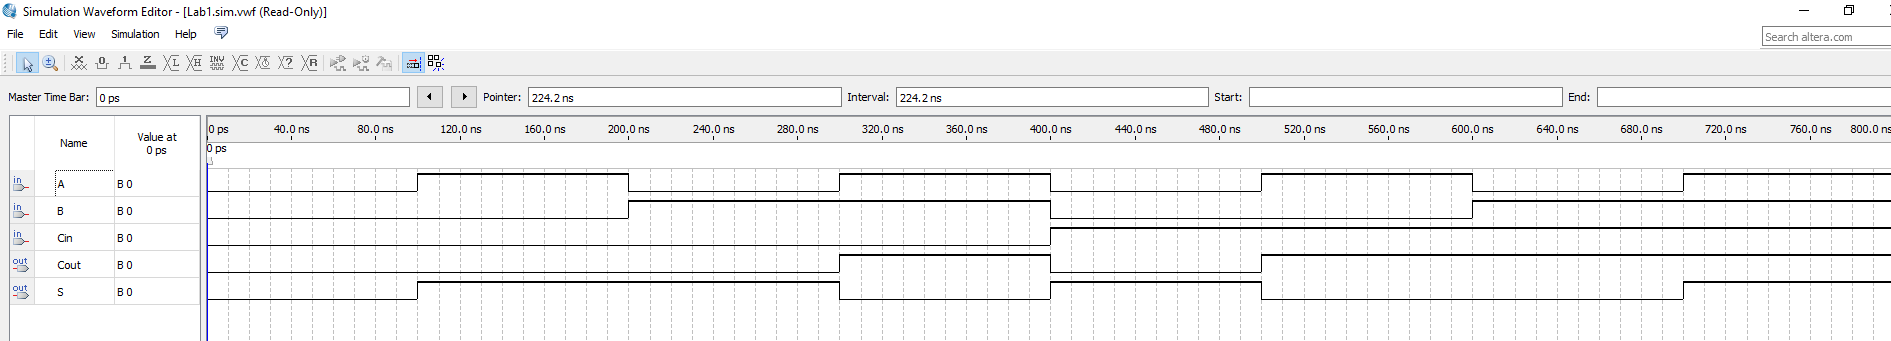 Simulation Waveform Editor - [Lab1.sim.vwf (Read-Only)]
File Edit View Simulation Help
Search altera.com
Master Time Bar: 0 ps Pointer: 224.2 ns Interval: 224.2 ns Start: End:
Name Value at 0 ps
0 ps 40.0 ns 80.0 ns 120.0 ns 160.0 ns 200.0 ns 240.0 ns 280.0 ns 320.0 ns 360.0 ns 400.0 ns 440.0 ns 480.0 ns 520.0 ns 560.0 ns 600.0 ns 640.0 ns 680.0 ns 720.0 ns 760.0 ns 800.0 ns
0 ps
in A B 0
in B B 0
in Cin B 0
out Cout B 0
out S B 0